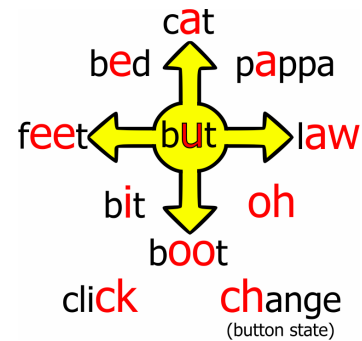 cat
bed pappa
feet but law
bit oh
boot
click change
(button state)